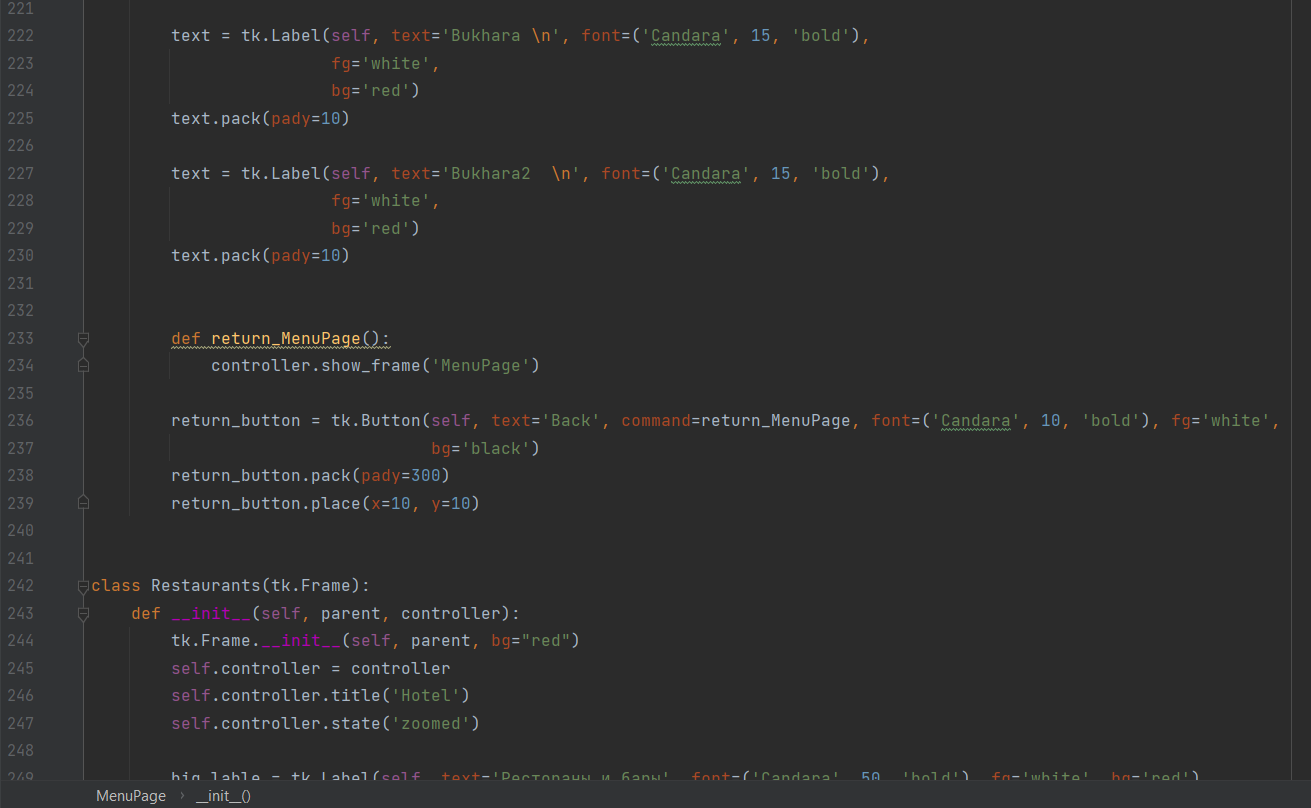 221
222 text = tk.Label(self, text='Bukhara \n', font=('Candara', 15, 'bold'),
223 fg='white',
224 bg='red')
225 text.pack(pady=10)
226
227 text = tk.Label(self, text='Bukhara2  \n', font=('Candara', 15, 'bold'),
228 fg='white',
229 bg='red')
230 text.pack(pady=10)
231
232
233 def return_MenuPage():
234 controller.show_frame('MenuPage')
235
236 return_button = tk.Button(self, text='Back', command=return_MenuPage, font=('Candara', 10, 'bold'), fg='white',
237 bg='black')
238 return_button.pack(pady=300)
239 return_button.place(x=10, y=10)
240
241
242 class Restaurants(tk.Frame):
243 def __init__(self, parent, controller):
244 tk.Frame.__init__(self, parent, bg="red")
245 self.controller = controller
246 self.controller.title('Hotel')
247 self.controller.state('zoomed')
248
249 big_lable = tk.Label(self, text='Рестораны и бары', font=('Candara', 50, 'bold'), fg='white', bg='red')
MenuPage › __init__()